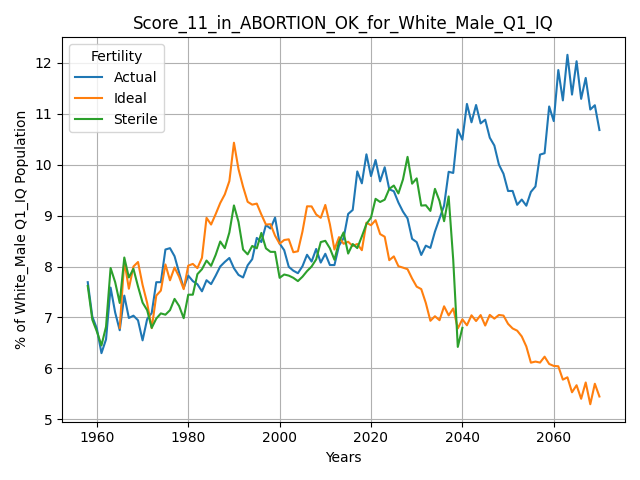 Score_11_in_ABORTION_OK_for_White_Male_Q1_IQ
Fertility
Actual
Ideal
Sterile
% of White_Male Q1_IQ Population
12
11
10
9
8
7
6
5
1960 1980 2000 2020 2040 2060
Years